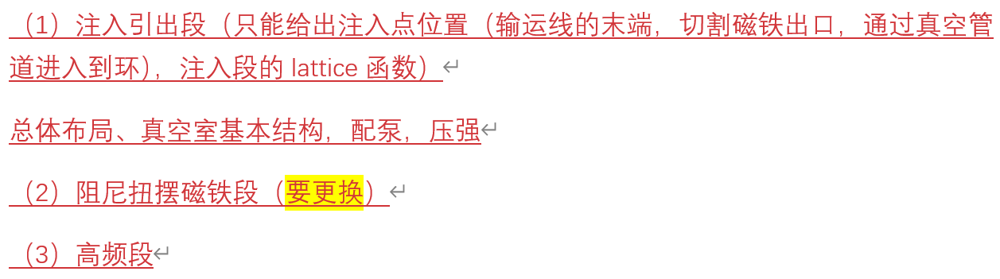 （1）注入引出段（只能给出注入点位置（输运线的末端，切割磁铁出口，通过真空管
道进入到环），注入段的 lattice 函数）↵
总体布局、真空室基本结构，配泵，压强↵
（2）阻尼扭摆磁铁段（要更换）↵
（3）高频段↵